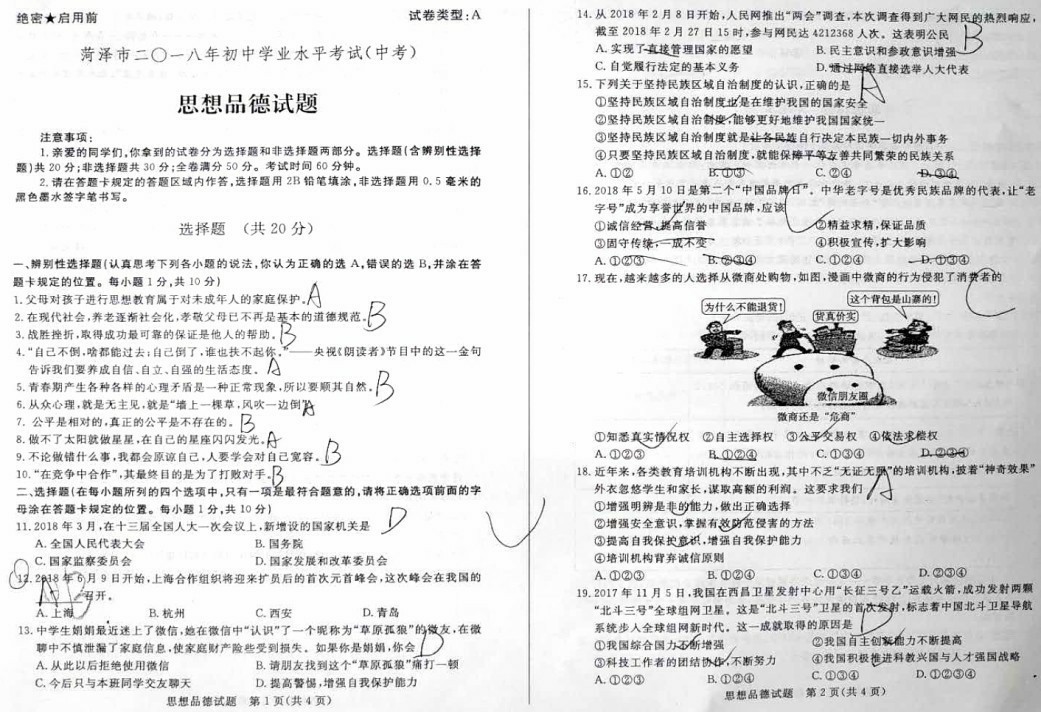 绝密★启用前
试卷类型:A
菏泽市二〇一八年初中学业水平考试(中考)
思想品德试题
注意事项:
1.亲爱的同学们,你拿到的试卷分为选择题和非选择题两部分。选择题(含辨别性选择
题)共20分;非选择题共30分;全卷满分50分。考试时间60分钟。
2.请在答题卡规定的答题区域内作答,选择题用2B铅笔填涂,非选择题用0.5毫米的
黑色墨水签字笔书写。
选择题 (共20分)
一、辨别性选择题(认真思考下列各小题的说法,你认为正确的选A,错误的选B,并涂在答
题卡规定的位置。每小题1分,共10分)
1.父母对孩子进行思想教育属于对未成年人的家庭保护。A
2.在现代社会,养老逐渐社会化,孝敬父母已不再是基本的道德规范。B
3.战胜挫折,取得成功最可靠的保证是他人的帮助。B
4.“自己不倒,啥都能过去;自己倒了,谁也扶不起你。”——央视《朗读者》节目中的这一金句
告诉我们要养成自信、自立、自强的生活态度。A
5.青春期产生各种各样的心理矛盾是一种正常现象,所以要顺其自然。B
6.从众心理,就是无主见,就是“墙上一棵草,风吹一边倒”A
7.公平是相对的,真正的公平是不存在的。B
8.做不了太阳就做星星,在自己的星座闪闪发光。A
9.不论做错什么事,我都会原谅自己,人要学会对自己宽容。B
10.“在竞争中合作”,其最终目的是为了打败对手。B
二、选择题(在每小题所列的四个选项中,只有一项是最符合题意的,请将正确选项前面的字
母涂在答题卡规定的位置。每小题1分,共10分)
11.2018年3月,在十三届全国人大一次会议上,新增设的国家机关是 D
A.全国人民代表大会 B.国务院
C.国家监察委员会 D.国家发展和改革委员会
12.2018年6月9日开始,上海合作组织将迎来扩员后的首次元首峰会,这次峰会在我国的
召开。
A.上海 B.杭州 C.西安 D.青岛
13.中学生娟娟最近迷上了微信,她在微信中“认识”了一个昵称为“草原孤狼”的微友,在微
聊中不慎泄漏了家庭信息,使家庭财产险些受到损失。如果你是娟娟,你会 D
A.从此以后拒绝使用微信 B.请朋友找到这个“草原孤狼”痛打一顿
C.今后只与本班同学交友聊天 D.提高警惕,增强自我保护能力
思想品德试题 第1页(共4页)
14.从2018年2月8日开始,人民网推出“两会”调查,本次调查得到广大网民的热烈响应,
截至2018年2月27日15时,参与网民达4212368人次。这表明公民 B
A.实现了直接管理国家的愿望 B.民主意识和参政意识增强
C.自觉履行法定的基本义务 D.通过网络直接选举人大代表
15.下列关于坚持民族区域自治制度的认识,正确的是 A
①坚持民族区域自治制度也是在维护我国的国家安全
②坚持民族区域自治制度,能够更好地维护我国国家统一
③坚持民族区域自治制度就是让各民族自行决定本民族一切内外事务
④只要坚持民族区域自治制度,就能保障平等友善共同繁荣的民族关系
A.①② B.①③ C.②④ D.③④
16.2018年5月10日是第二个“中国品牌日”。中华老字号是优秀民族品牌的代表,让“老
字号”成为享誉世界的中国品牌,应该 C
①诚信经营,提高信誉 ②精益求精,保证品质
③固守传统,一成不变 ④积极宣传,扩大影响
A.①②③ B.②③④ C.①②④ D.①③④
17.现在,越来越多的人选择从微商处购物,如图,漫画中微商的行为侵犯了消费者的 C
为什么不能退货! 货真价实 这个背包是山寨的!
微信朋友圈
微商还是“危商”
①知悉真实情况权 ②自主选择权 ③公平交易权 ④依法求偿权
A.①②③ B.①②④ C.①③④ D.②③④
18.近年来,各类教育培训机构不断出现,其中不乏“无证无照”的培训机构,披着“神奇效果”
外衣忽悠学生和家长,谋取高额的利润。这要求我们 A
①增强明辨是非的能力,做出正确选择
②增强安全意识,掌握有效防范侵害的方法
③提高自我保护意识,增强自我保护能力
④培训机构背弃诚信原则
A.①②③ B.①②④ C.①③④ D.②③④
19.2017年11月5日,我国在西昌卫星发射中心用“长征三号乙”运载火箭,成功发射两颗
“北斗三号”全球组网卫星。这是“北斗三号”卫星的首次发射,标志着中国北斗卫星导航
系统步入全球组网新时代。这一成就取得的原因是 D
①我国综合国力不断增强 ②我国自主创新能力不断提高
③科技工作者的团结协作,不断努力 ④我国积极推进科教兴国与人才强国战略
A.①②③ B.①②④ C.①③④ D.①②③④
思想品德试题 第2页(共4页)